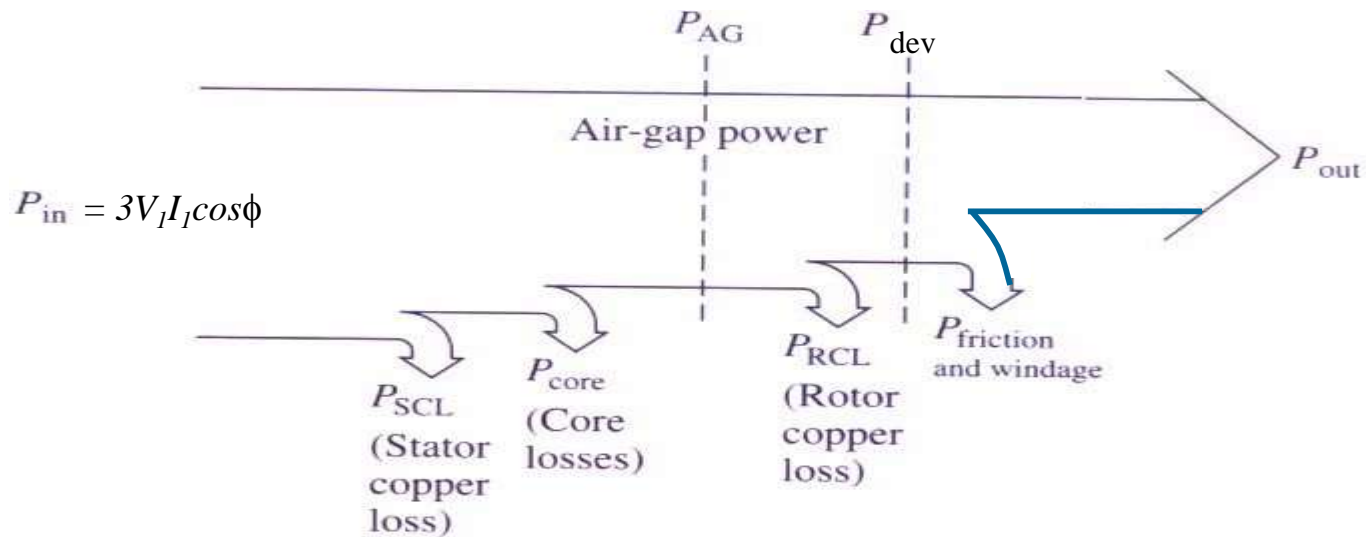 P_AG
P_dev
Air-gap power
P_out
P_in = 3V_1I_1cosϕ
P_SCL
(Stator
copper
loss)
P_core
(Core
losses)
P_RCL
(Rotor
copper
loss)
P_friction
and windage